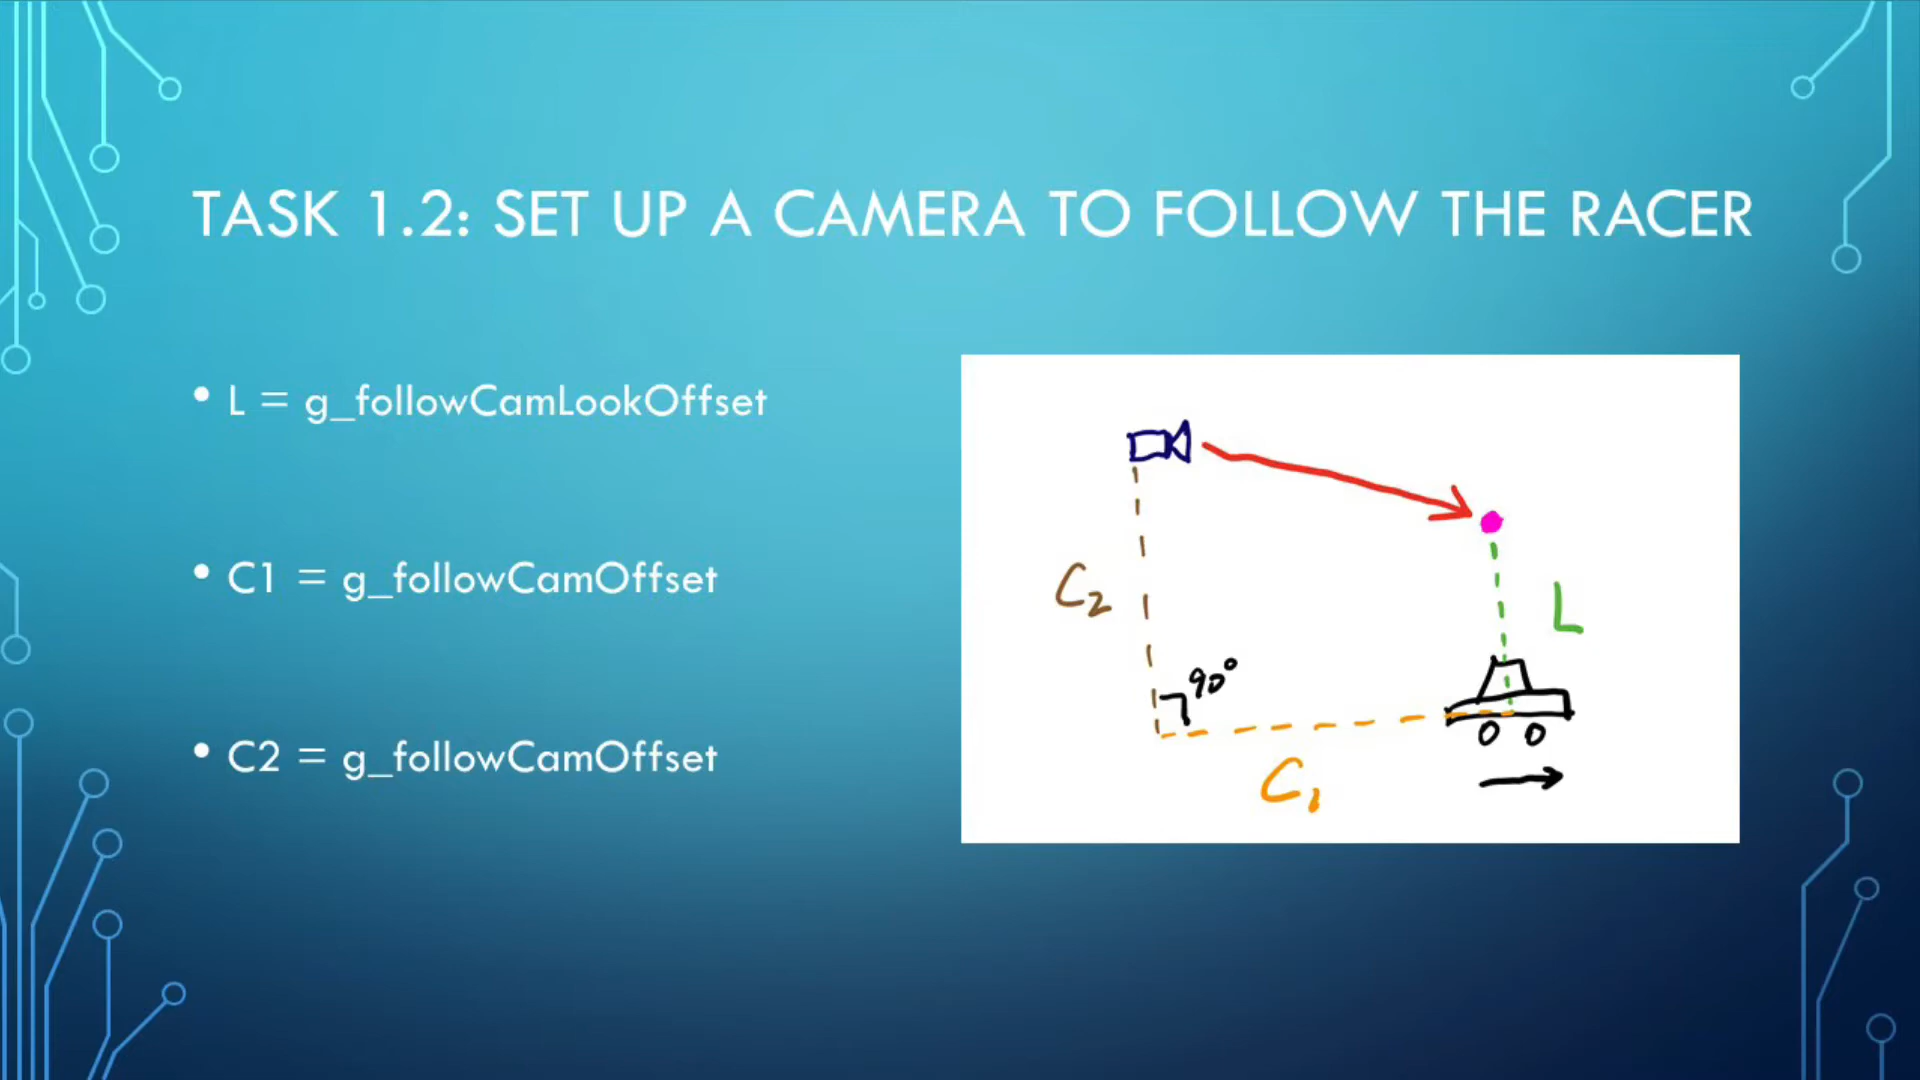 TASK 1.2: SET UP A CAMERA TO FOLLOW THE RACER
• L = g_followCamLookOffset
• C1 = g_followCamOffset
• C2 = g_followCamOffset
C2
L
90°
C1